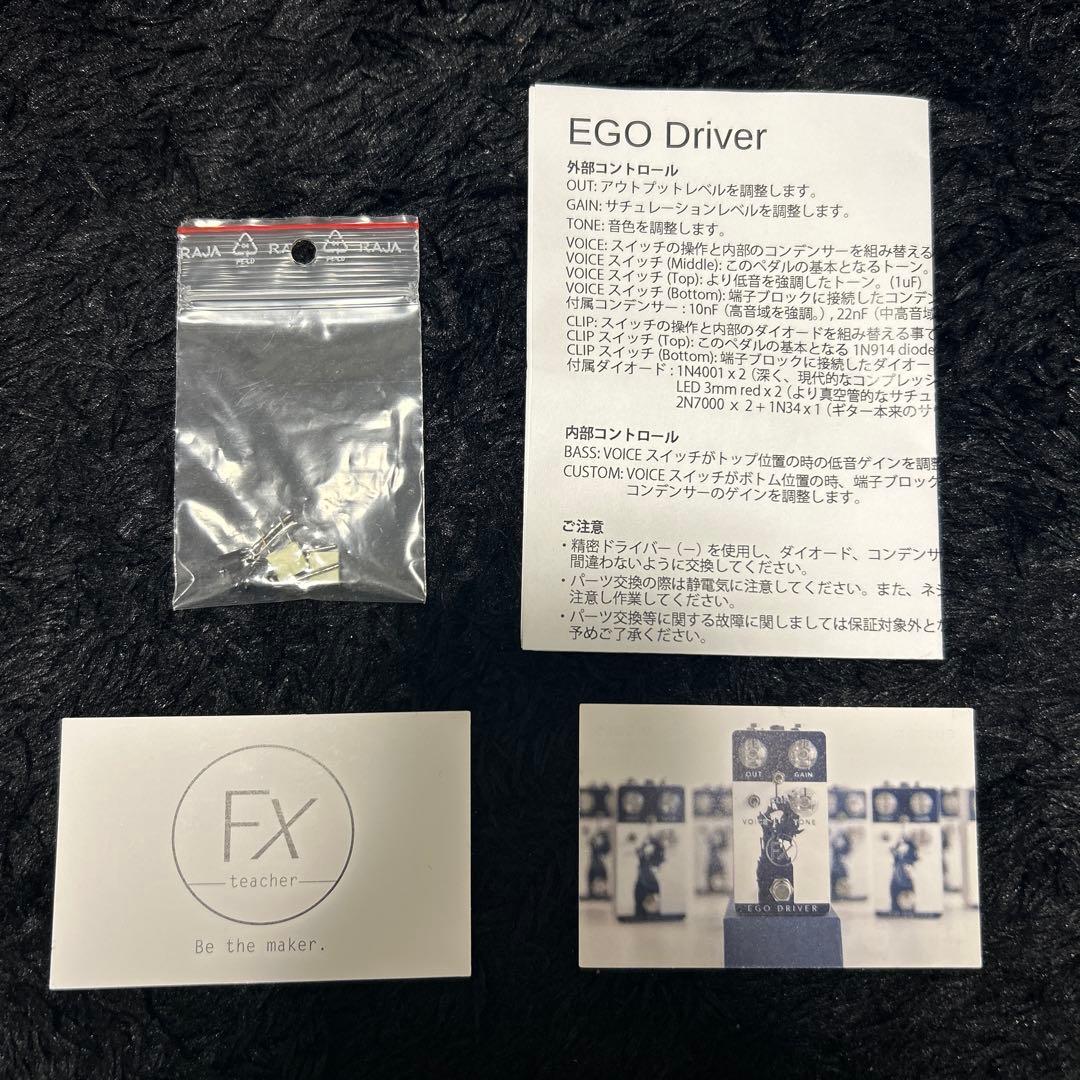 EGO Driver
外部コントロール
OUT: アウトプットレベルを調整します。
GAIN: サチュレーションレベルを調整します。
TONE: 音色を調整します。
VOICE: スイッチの操作と内部のコンデンサーを組み替える
VOICE スイッチ (Middle): このペダルの基本となるトーン。
VOICE スイッチ (Top): より低音を強調したトーン。(1uF)
VOICE スイッチ (Bottom): 端子ブロックに接続したコンデン
付属コンデンサー : 10nF（高音域を強調。）, 22nF（中高音域
CLIP: スイッチの操作と内部のダイオードを組み替える事で
CLIP スイッチ (Top): このペダルの基本となる 1N914 diode
CLIP スイッチ (Bottom): 端子ブロックに接続したダイオー
付属ダイオード : 1N4001 x 2（深く、現代的なコンプレッシ
LED 3mm red x 2（より真空管的なサチュ
2N7000 x 2 + 1N34 x 1（ギター本来のサ
内部コントロール
BASS: VOICE スイッチがトップ位置の時の低音ゲインを調整
CUSTOM: VOICE スイッチがボトム位置の時、端子ブロック
コンデンサーのゲインを調整します。
ご注意
・精密ドライバー（−）を使用し、ダイオード、コンデンサ
間違わないように交換してください。
・パーツ交換の際は静電気に注意してください。また、ネジ
注意し作業してください。
・パーツ交換等に関する故障に関しましては保証対象外とな
予めご了承ください。
RAJA RAJA RAJA
PE-LD
FX
teacher
Be the maker.
OUT GAIN
TONE
FX
EGO DRIVER